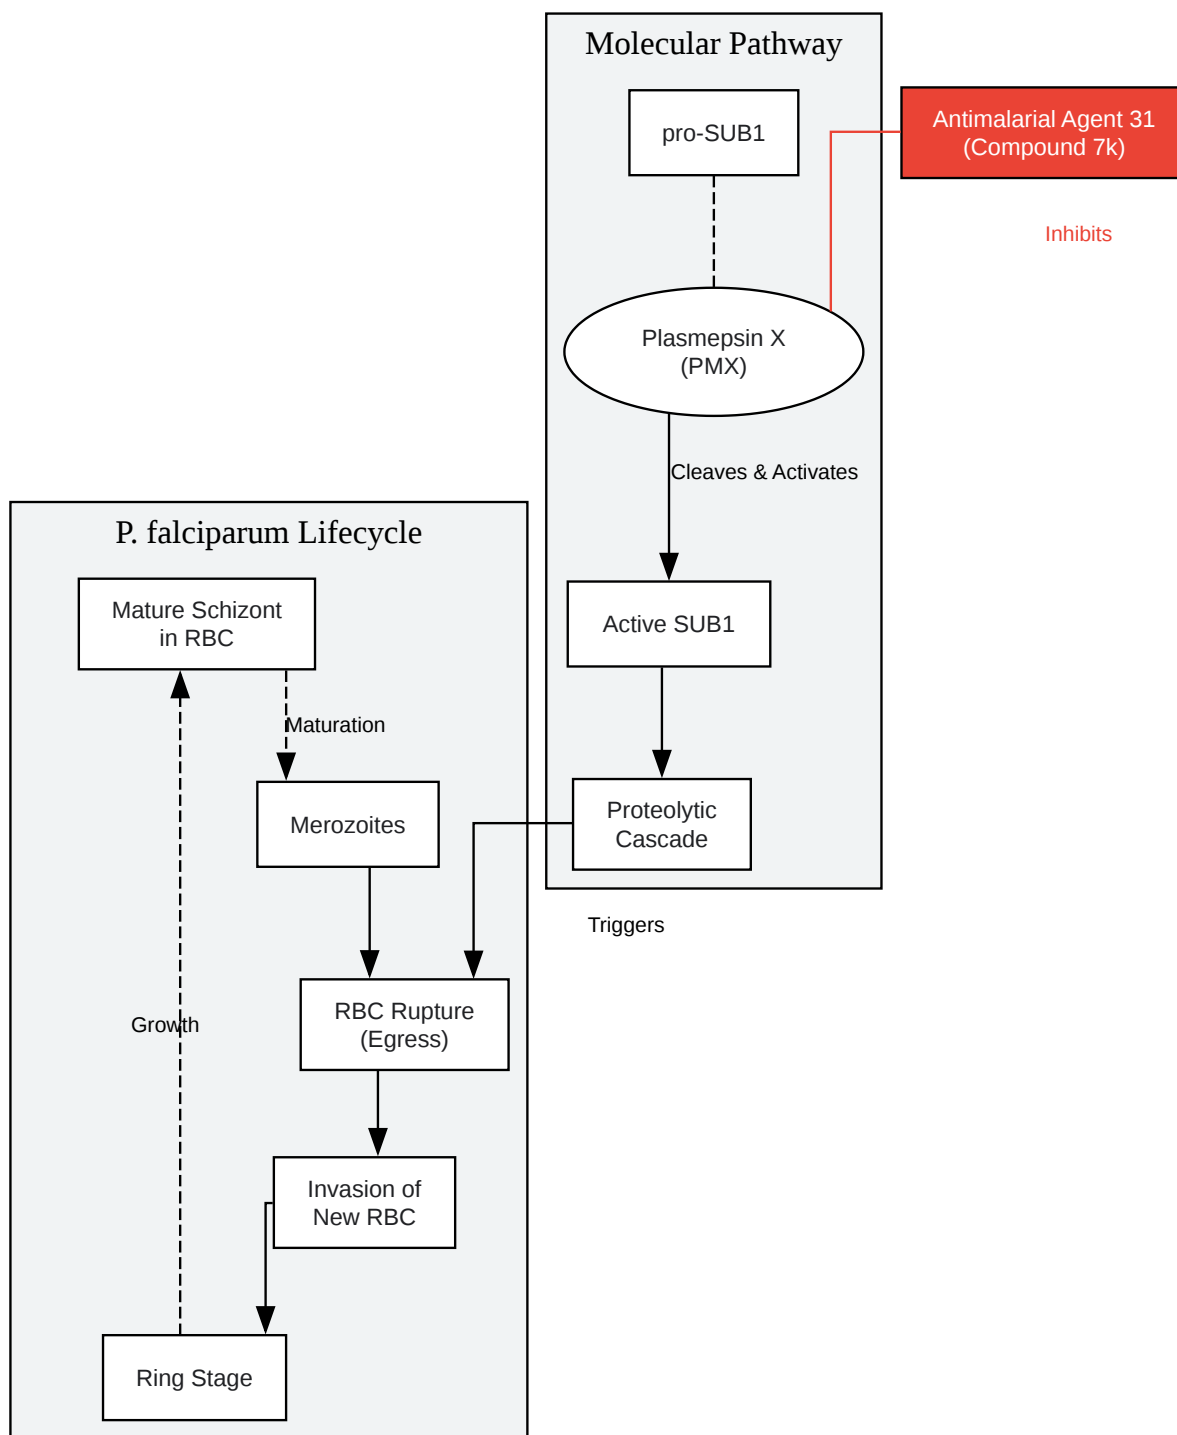 Molecular Pathway
pro-SUB1
Antimalarial Agent 31
(Compound 7k)
Inhibits
Plasmepsin X
(PMX)
Cleaves & Activates
Active SUB1
Proteolytic
Cascade
Triggers
P. falciparum Lifecycle
Mature Schizont
in RBC
Maturation
Merozoites
RBC Rupture
(Egress)
Growth
Invasion of
New RBC
Ring Stage